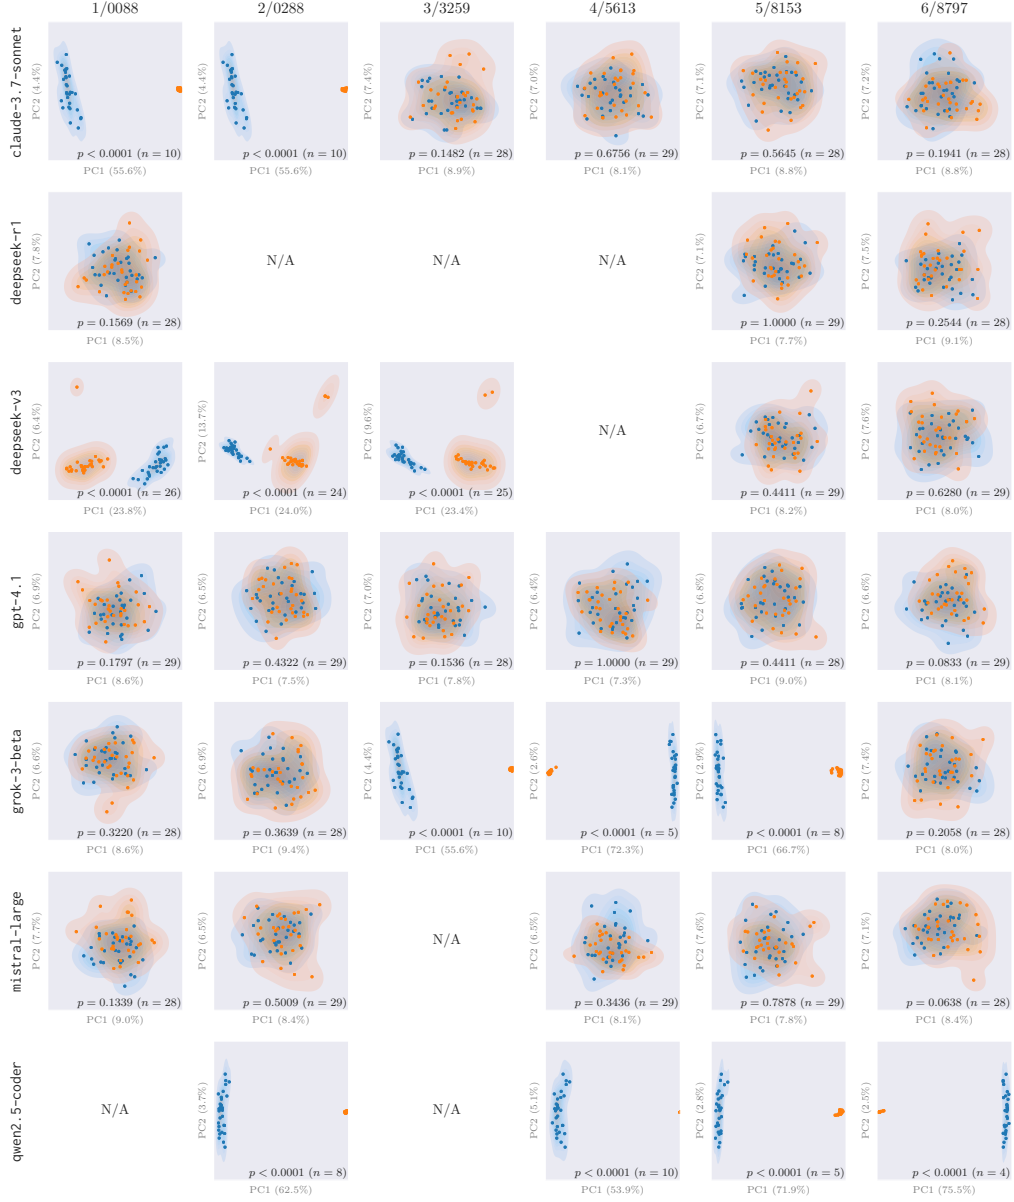 1/0088 2/0288 3/3259 4/5613 5/8153 6/8797
claude-3.7-sonnet
PC2 (4.4%) PC2 (4.4%) PC2 (7.4%) PC2 (7.0%) PC2 (7.1%) PC2 (7.2%)
p < 0.0001 (n = 10) p < 0.0001 (n = 10) p = 0.1482 (n = 28) p = 0.6756 (n = 29) p = 0.5645 (n = 28) p = 0.1941 (n = 28)
PC1 (55.6%) PC1 (55.6%) PC1 (8.9%) PC1 (8.1%) PC1 (8.8%) PC1 (8.8%)
deepseek-r1
PC2 (7.8%) N/A N/A N/A PC2 (7.1%) PC2 (7.5%)
p = 0.1569 (n = 28) p = 1.0000 (n = 29) p = 0.2544 (n = 28)
PC1 (8.5%) PC1 (7.7%) PC1 (9.1%)
deepseek-v3
PC2 (6.4%) PC2 (13.7%) PC2 (9.6%) N/A PC2 (6.7%) PC2 (7.6%)
p < 0.0001 (n = 26) p < 0.0001 (n = 24) p < 0.0001 (n = 25) p = 0.4411 (n = 29) p = 0.6280 (n = 29)
PC1 (23.8%) PC1 (24.0%) PC1 (23.4%) PC1 (8.2%) PC1 (8.0%)
gpt-4.1
PC2 (6.9%) PC2 (6.5%) PC2 (7.0%) PC2 (6.4%) PC2 (6.8%) PC2 (6.6%)
p = 0.1797 (n = 29) p = 0.4322 (n = 29) p = 0.1536 (n = 28) p = 1.0000 (n = 29) p = 0.4411 (n = 28) p = 0.0833 (n = 29)
PC1 (8.6%) PC1 (7.5%) PC1 (7.8%) PC1 (7.3%) PC1 (9.0%) PC1 (8.1%)
grok-3-beta
PC2 (6.6%) PC2 (6.9%) PC2 (4.4%) PC2 (2.6%) PC2 (2.9%) PC2 (7.4%)
p = 0.3220 (n = 28) p = 0.3639 (n = 28) p < 0.0001 (n = 10) p < 0.0001 (n = 5) p < 0.0001 (n = 8) p = 0.2058 (n = 28)
PC1 (8.6%) PC1 (9.4%) PC1 (55.6%) PC1 (72.3%) PC1 (66.7%) PC1 (8.0%)
mistral-large
PC2 (7.7%) PC2 (6.5%) N/A PC2 (6.5%) PC2 (7.6%) PC2 (7.1%)
p = 0.1339 (n = 28) p = 0.5009 (n = 29) p = 0.3436 (n = 29) p = 0.7878 (n = 29) p = 0.0638 (n = 28)
PC1 (9.0%) PC1 (8.4%) PC1 (8.1%) PC1 (7.8%) PC1 (8.4%)
qwen2.5-coder
N/A PC2 (3.7%) N/A PC2 (5.1%) PC2 (2.8%) PC2 (2.5%)
p < 0.0001 (n = 8) p < 0.0001 (n = 10) p < 0.0001 (n = 5) p < 0.0001 (n = 4)
PC1 (62.5%) PC1 (53.9%) PC1 (71.9%) PC1 (75.5%)